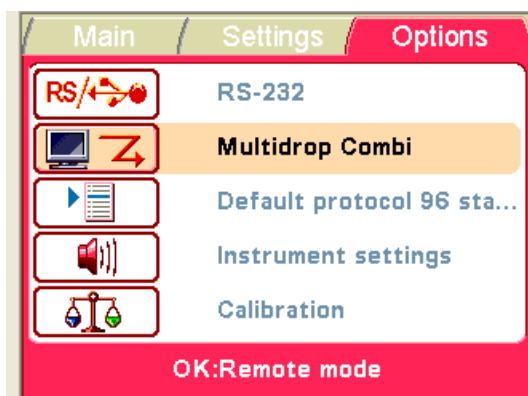 Main Settings Options
RS/ RS-232
Multidrop Combi
Default protocol 96 sta...
Instrument settings
Calibration
OK:Remote mode